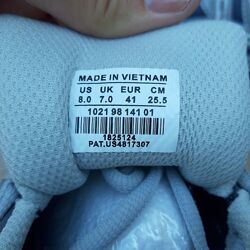 MADE IN VIETNAM
US UK EUR CM
8.0 7.0 41 25.5
1021 98 141 01
1825124
PAT.US4817307